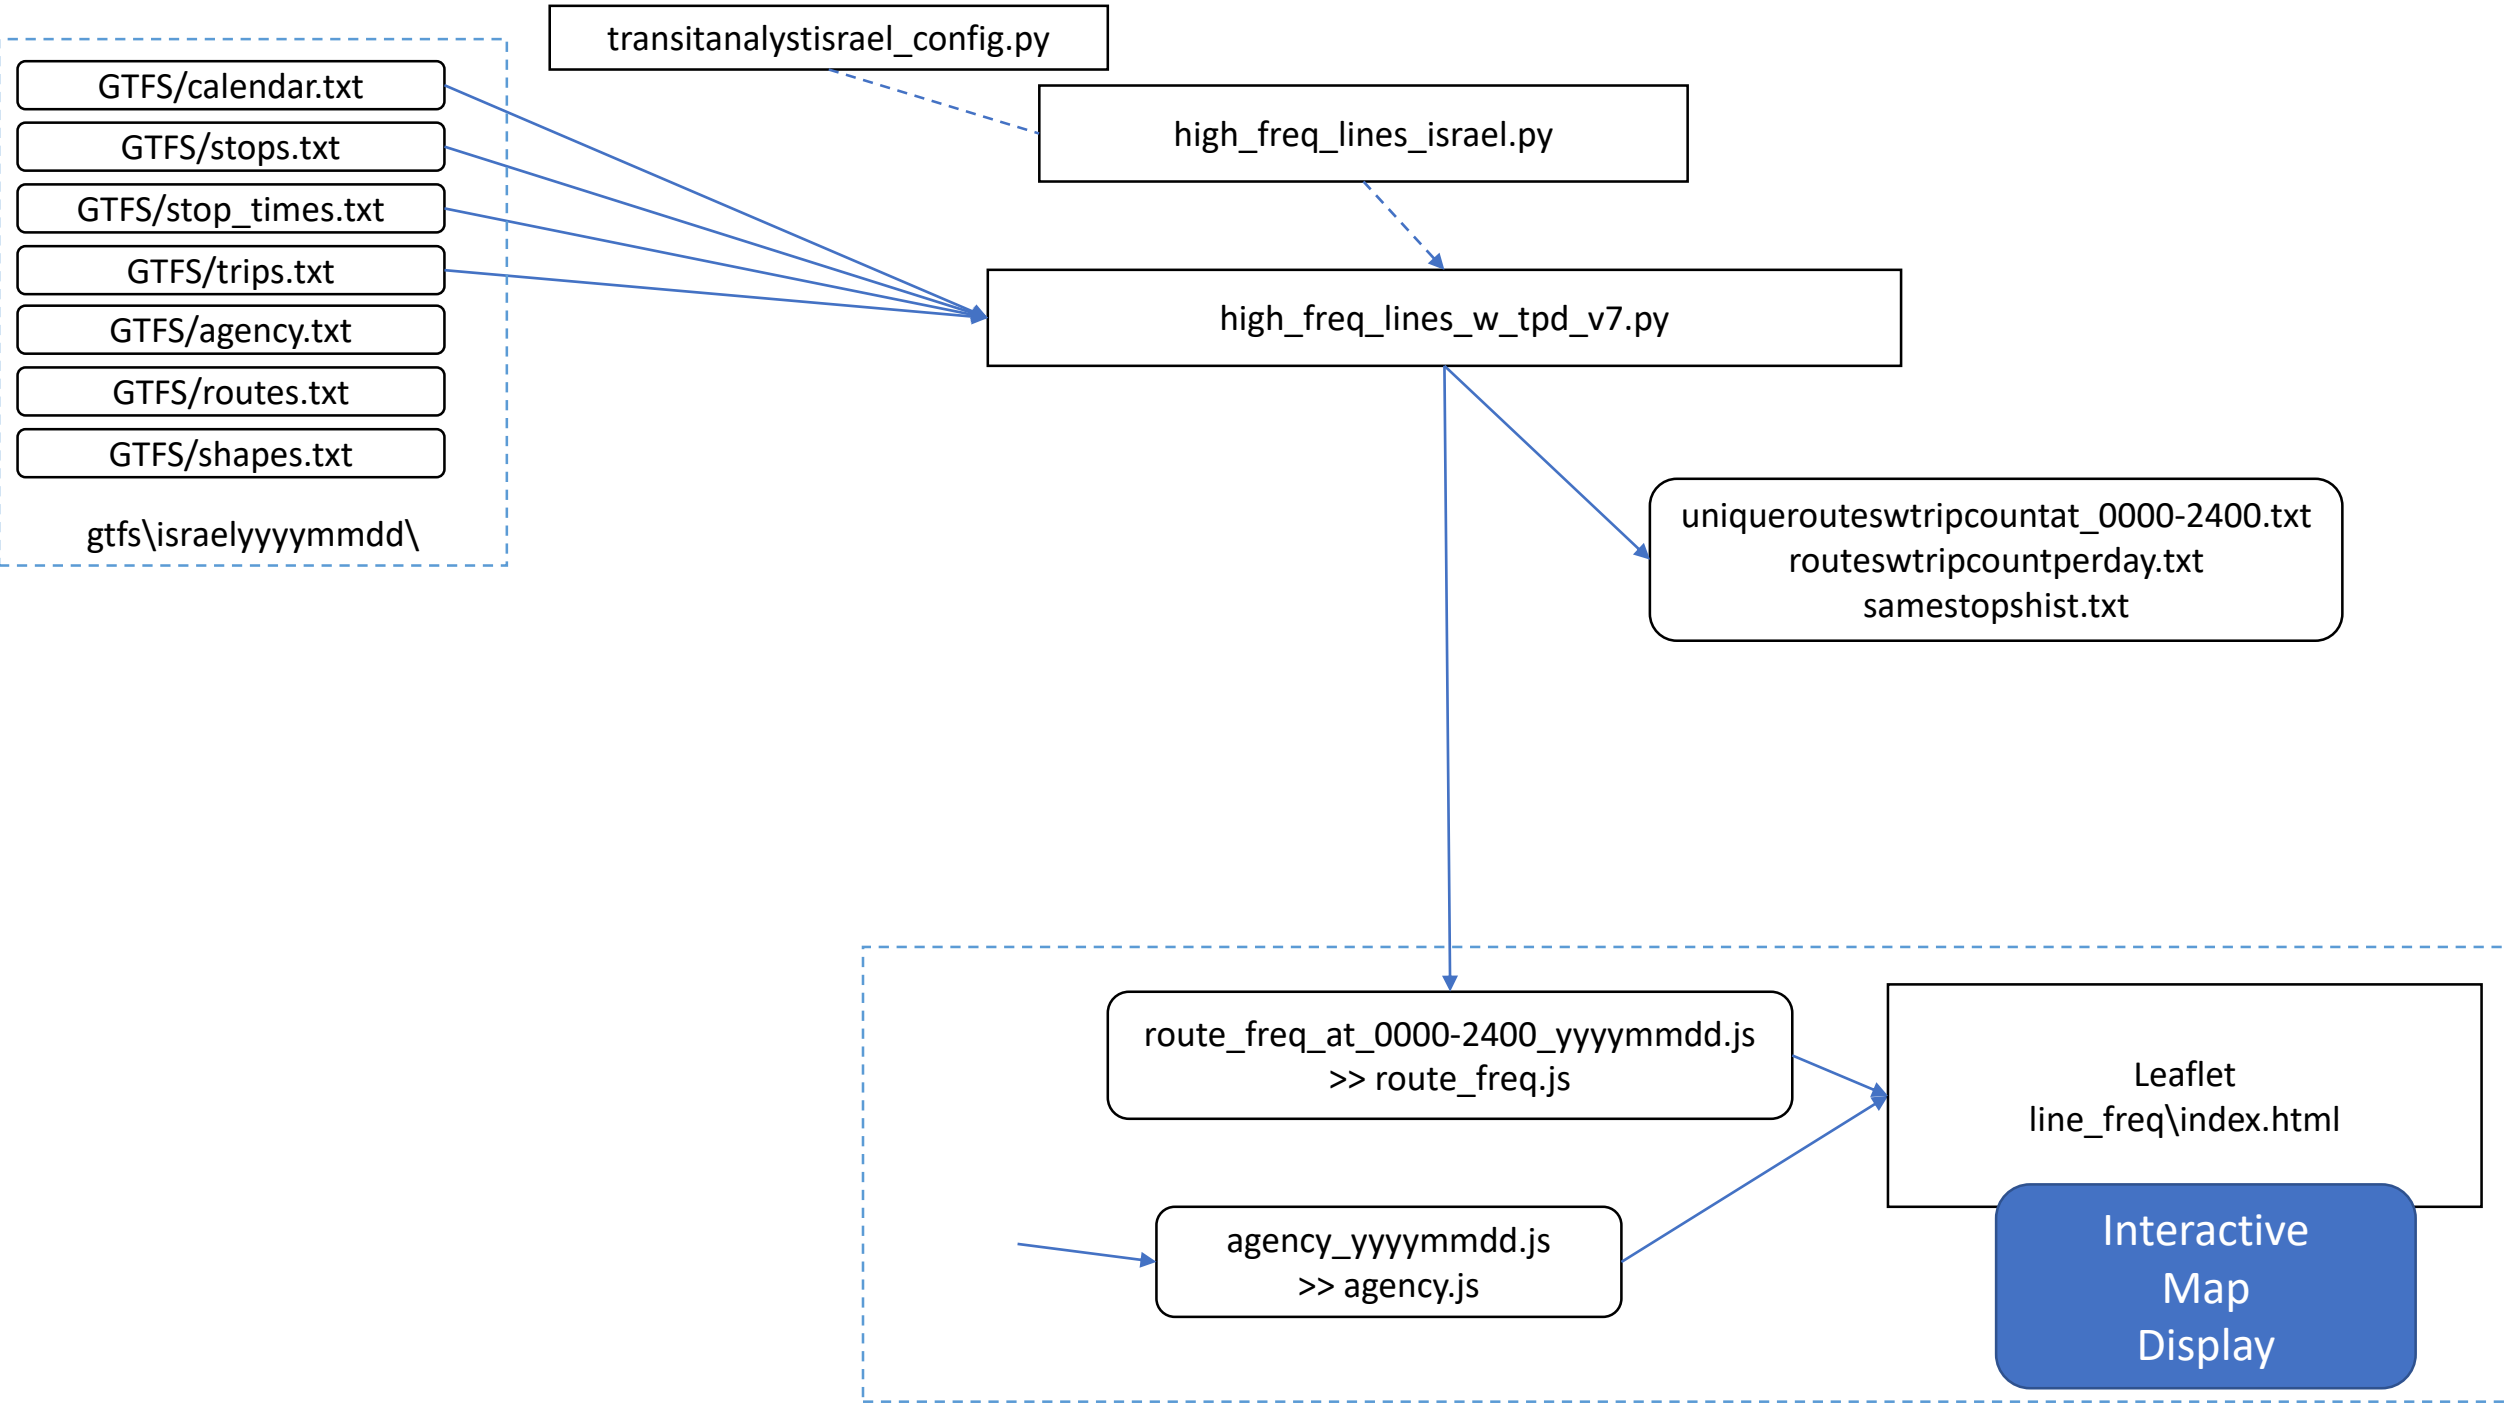 transitanalystisrael_config.py
GTFS/calendar.txt
GTFS/stops.txt
GTFS/stop_times.txt
GTFS/trips.txt
GTFS/agency.txt
GTFS/routes.txt
GTFS/shapes.txt
gtfs\israelyyyymmdd\
high_freq_lines_israel.py
high_freq_lines_w_tpd_v7.py
uniquerouteswtripcountat_0000-2400.txt
routeswtripcountperday.txt
samestopshist.txt
route_freq_at_0000-2400_yyyymmdd.js
>> route_freq.js
agency_yyyymmdd.js
>> agency.js
Leaflet
line_freq\index.html
Interactive
Map
Display